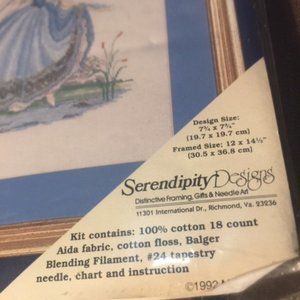 Design Size:
7¾ x 7¾"
(19.7 x 19.7 cm)
Framed Size: 12 x 14½"
(30.5 x 36.8 cm)
Serendipity Designs
Distinctive Framing, Gifts & Needle Art
11301 International Dr., Richmond, Va. 23236
Kit contains: 100% cotton 18 count
Aida fabric, cotton floss, Balger
Blending Filament, #24 tapestry
needle, chart and instruction
©1992